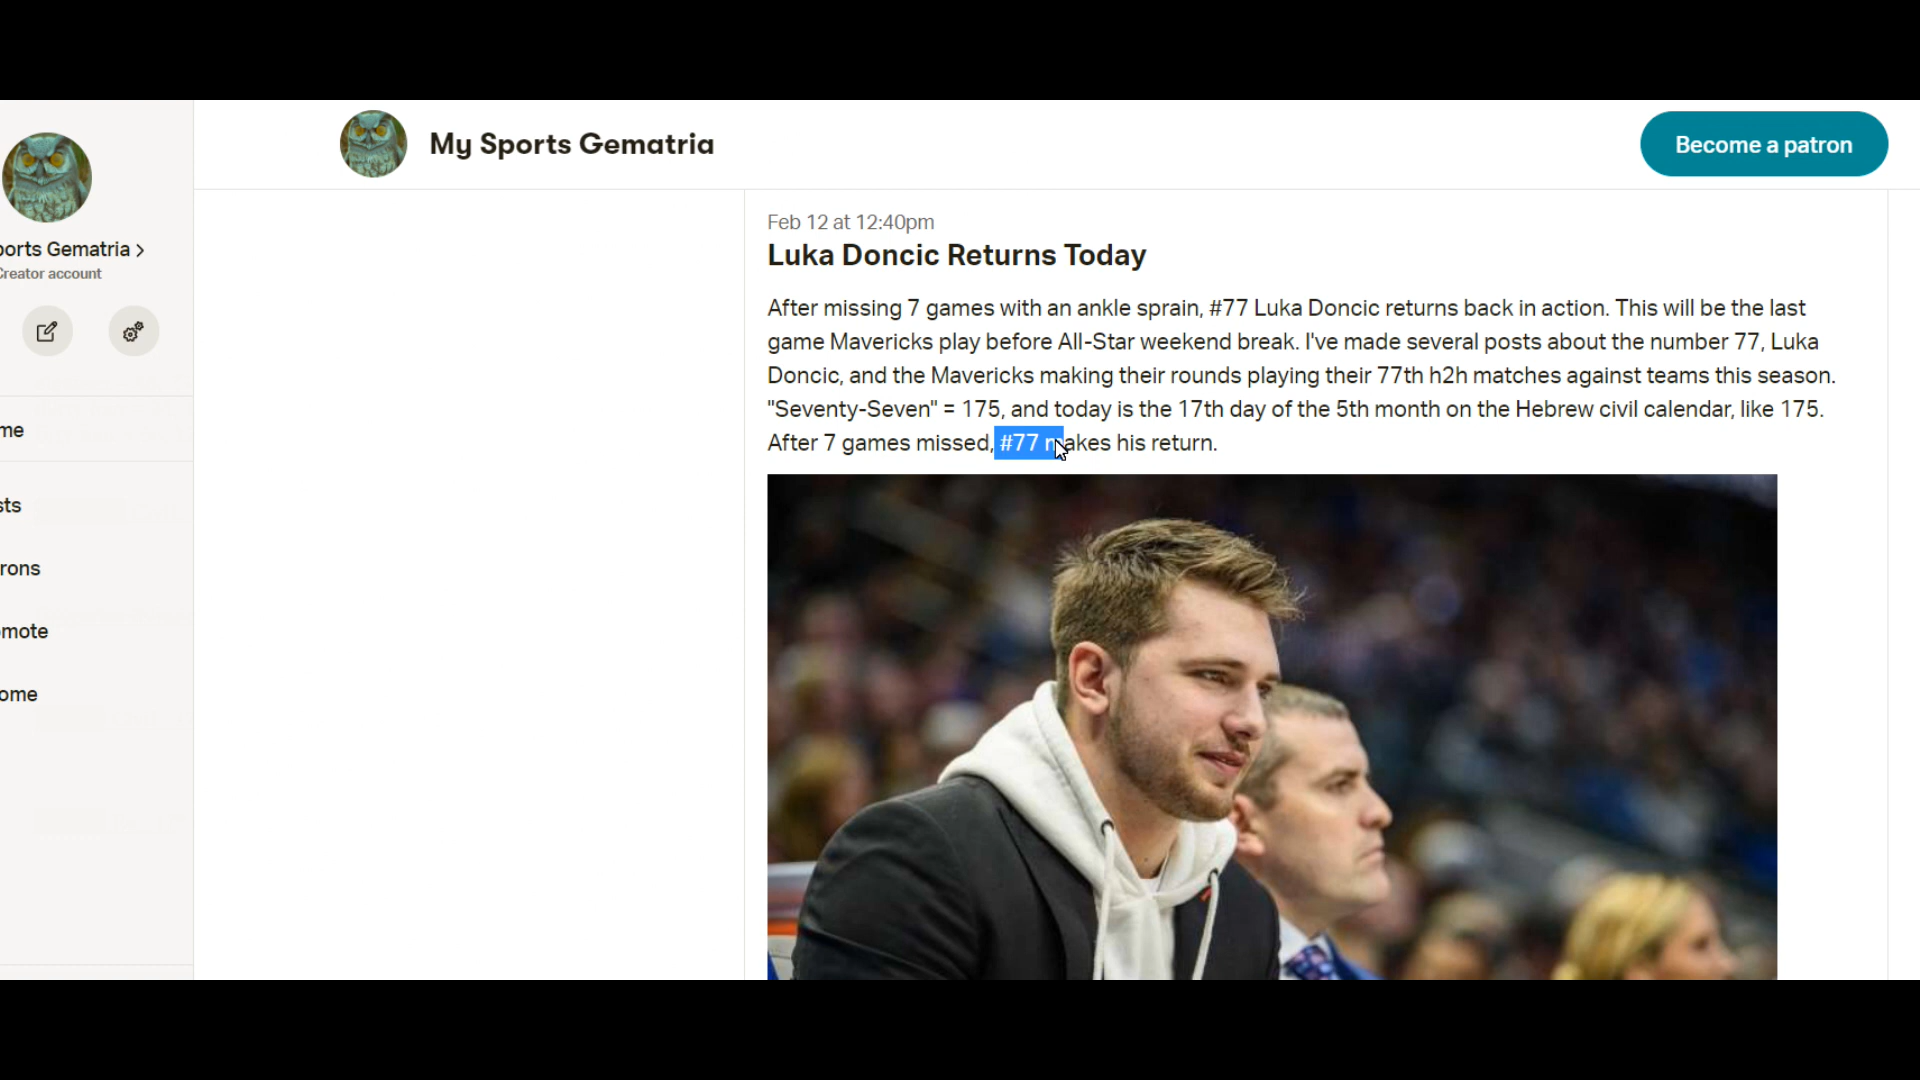 My Sports Gematria
Become a patron
ports Gematria >
Creator account
me
sts
rons
omote
ome
Feb 12 at 12:40pm
Luka Doncic Returns Today
After missing 7 games with an ankle sprain, #77 Luka Doncic returns back in action. This will be the last
game Mavericks play before All-Star weekend break. I've made several posts about the number 77, Luka
Doncic, and the Mavericks making their rounds playing their 77th h2h matches against teams this season.
"Seventy-Seven" = 175, and today is the 17th day of the 5th month on the Hebrew civil calendar, like 175.
After 7 games missed, #77 makes his return.